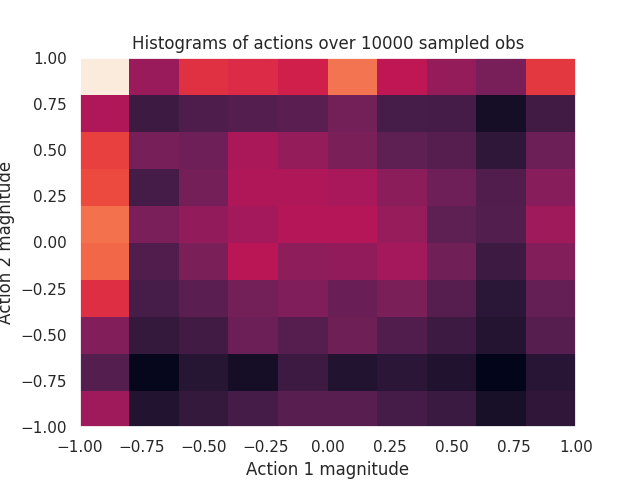 Histograms of actions over 10000 sampled obs
Action 2 magnitude
1.00
0.75
0.50
0.25
0.00
−0.25
−0.50
−0.75
−1.00
−1.00 −0.75 −0.50 −0.25 0.00 0.25 0.50 0.75 1.00
Action 1 magnitude